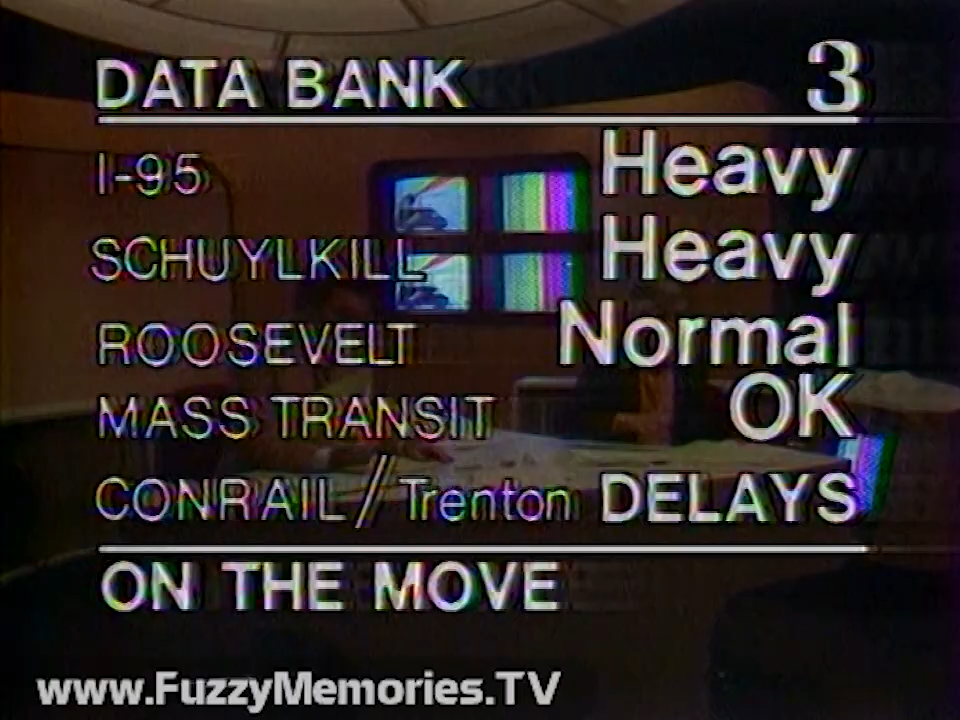 DATA BANK 3
I-95 Heavy
SCHUYLKILL Heavy
ROOSEVELT Normal
MASS TRANSIT OK
CONRAIL//Trenton DELAYS
ON THE MOVE
www.FuzzyMemories.TV